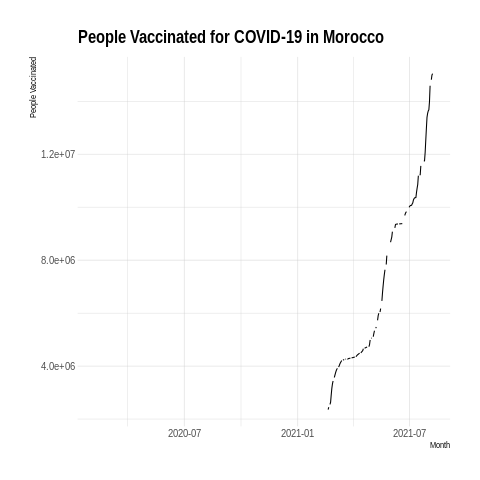 People Vaccinated for COVID-19 in Morocco
People Vaccinated
1.2e+07
8.0e+06
4.0e+06
2020-07
2021-01
2021-07
Month